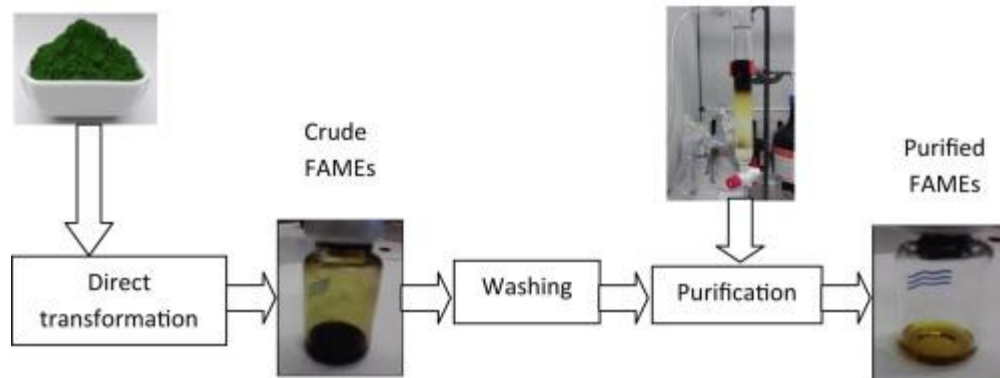 Crude
FAMEs
Purified
FAMEs
Direct
transformation
Washing
Purification